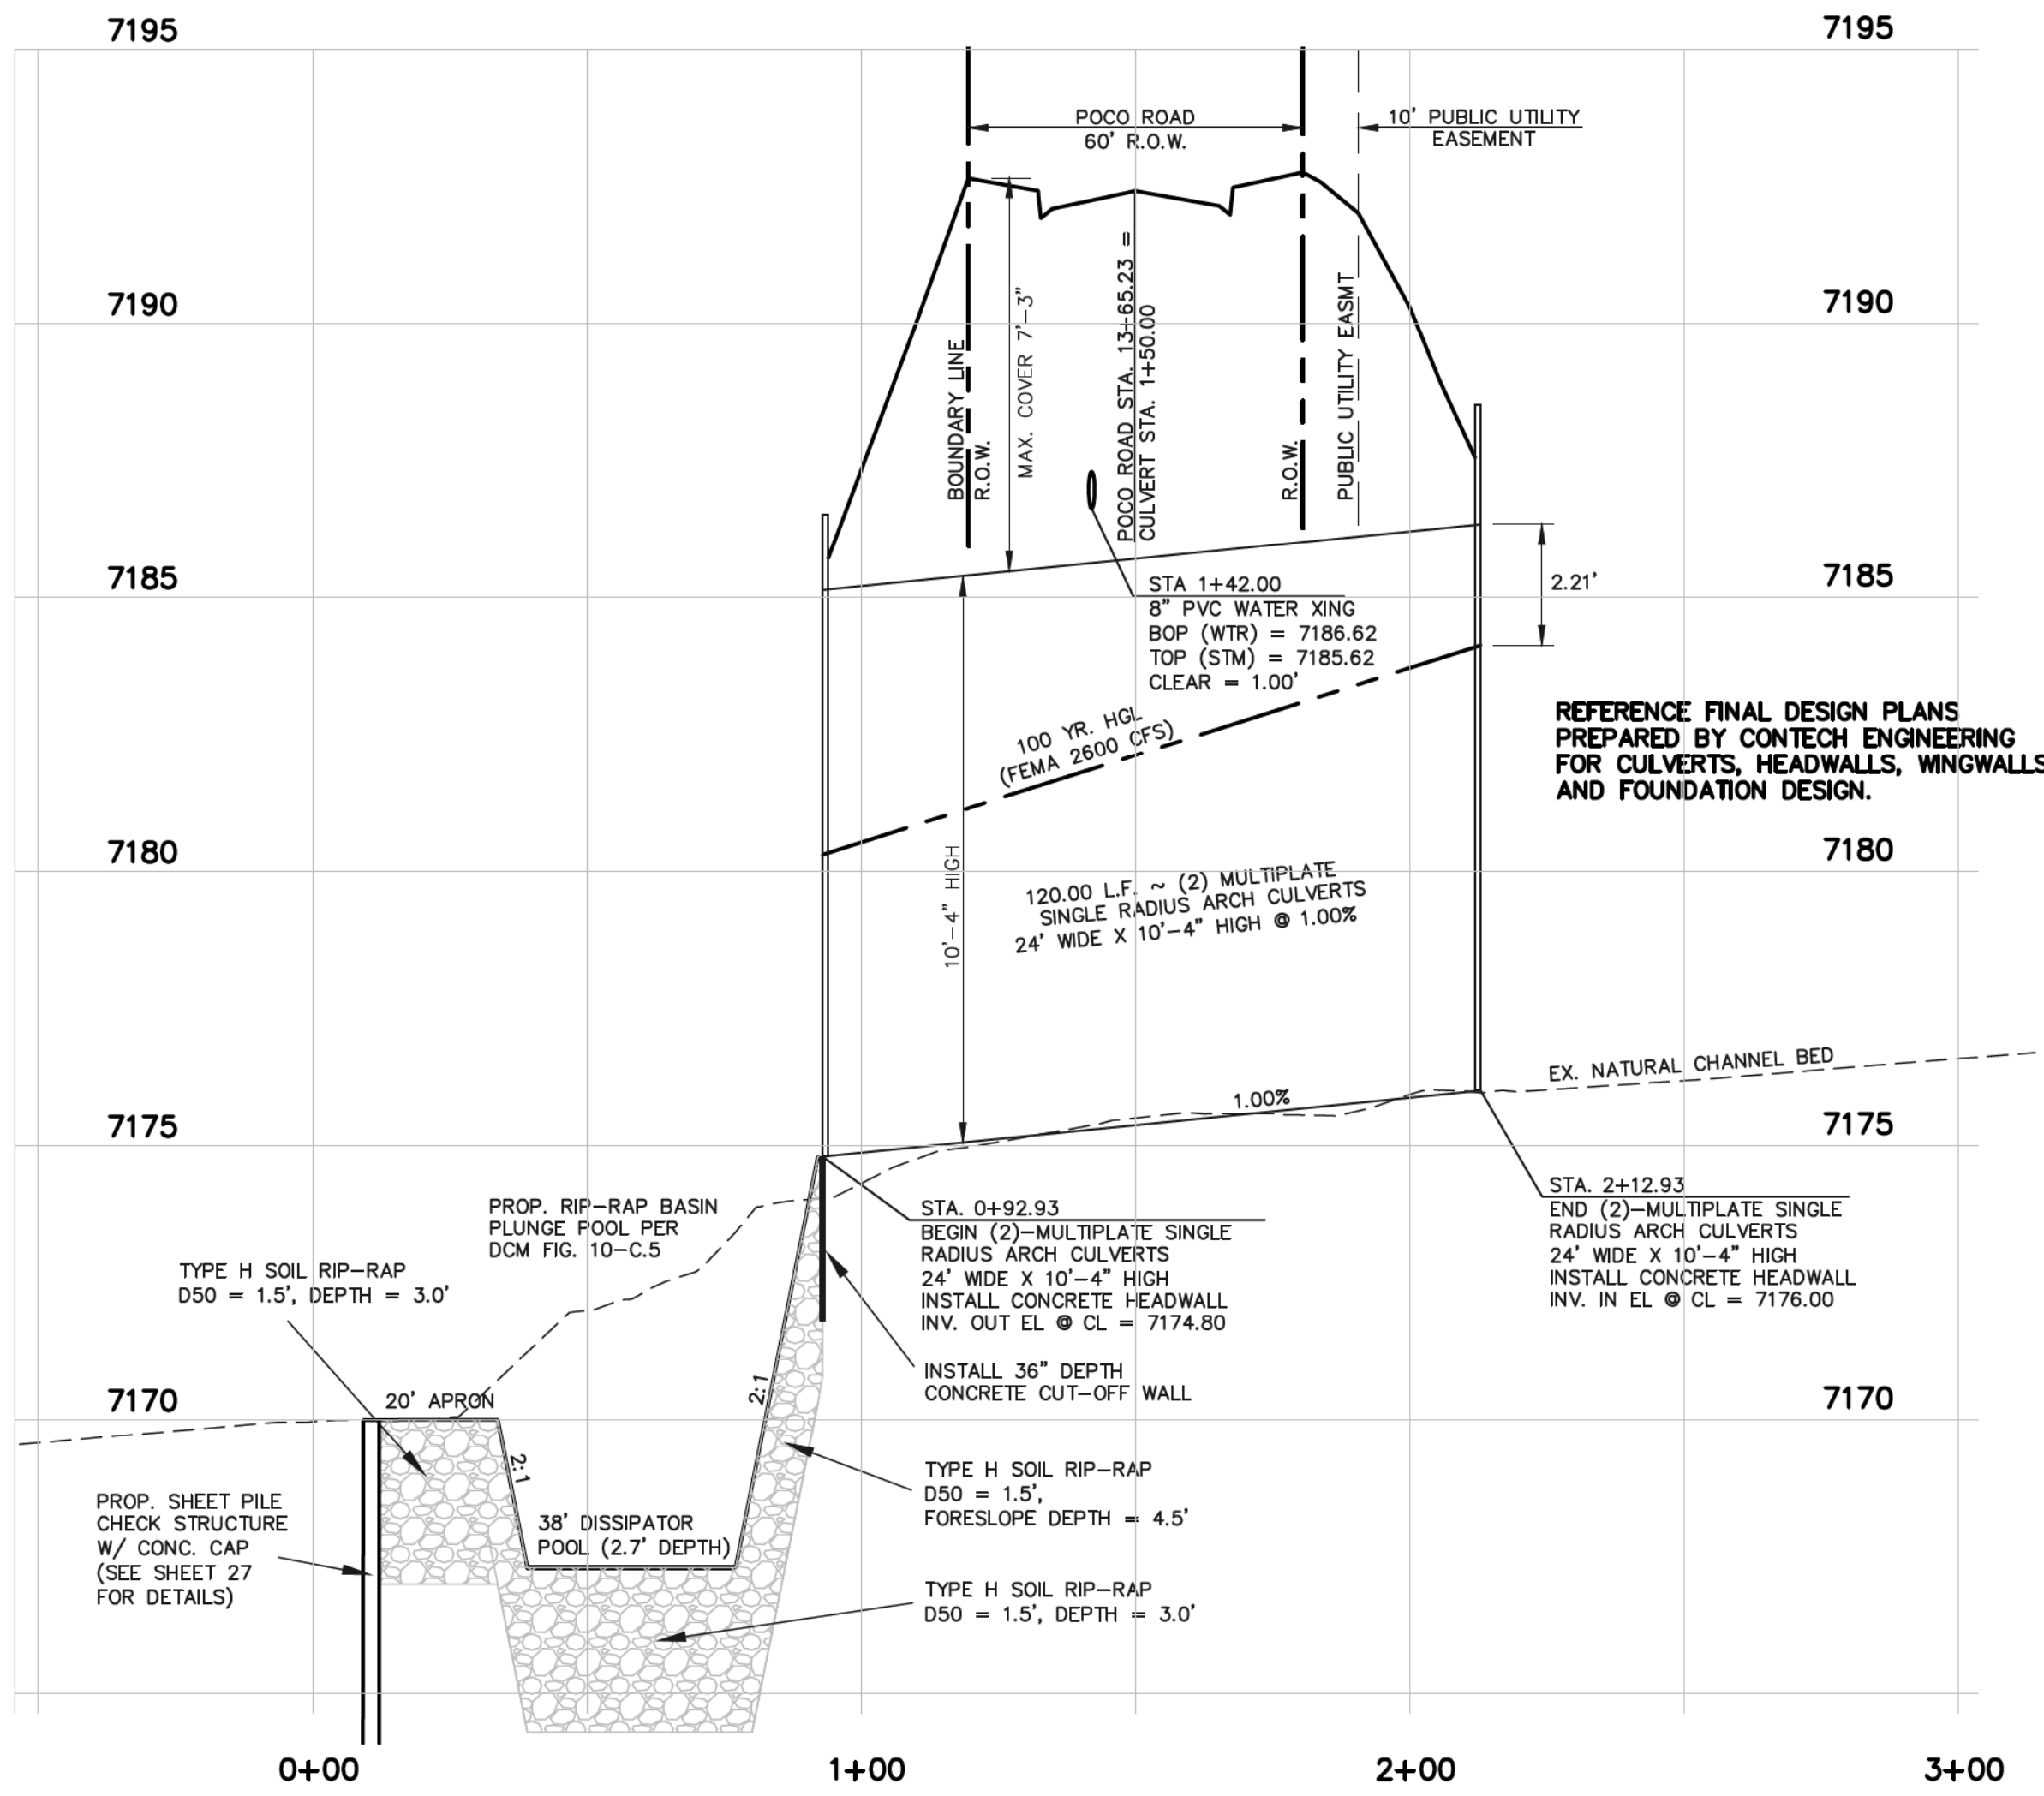 7195
7195
POCO ROAD
60' R.O.W.
10' PUBLIC UTILITY
EASEMENT
7190
7190
BOUNDARY LINE
R.O.W.
MAX. COVER 7'-3"
POCO ROAD STA. 13+65.23 =
CULVERT STA. 1+50.00
R.O.W.
PUBLIC UTILITY EASMT
7185
7185
2.21'
STA 1+42.00
8" PVC WATER XING
BOP (WTR) = 7186.62
TOP (STM) = 7185.62
CLEAR = 1.00'
100 YR. HGL
(FEMA 2600 CFS)
REFERENCE FINAL DESIGN PLANS
PREPARED BY CONTECH ENGINEERING
FOR CULVERTS, HEADWALLS, WINGWALLS
AND FOUNDATION DESIGN.
7180
7180
10'-4" HIGH
120.00 L.F. ~ (2) MULTIPLATE
SINGLE RADIUS ARCH CULVERTS
24' WIDE X 10'-4" HIGH @ 1.00%
1.00%
EX. NATURAL CHANNEL BED
7175
7175
PROP. RIP-RAP BASIN
PLUNGE POOL PER
DCM FIG. 10-C.5
STA. 0+92.93
BEGIN (2)-MULTIPLATE SINGLE
RADIUS ARCH CULVERTS
24' WIDE X 10'-4" HIGH
INSTALL CONCRETE HEADWALL
INV. OUT EL @ CL = 7174.80
STA. 2+12.93
END (2)-MULTIPLATE SINGLE
RADIUS ARCH CULVERTS
24' WIDE X 10'-4" HIGH
INSTALL CONCRETE HEADWALL
INV. IN EL @ CL = 7176.00
TYPE H SOIL RIP-RAP
D50 = 1.5', DEPTH = 3.0'
INSTALL 36" DEPTH
CONCRETE CUT-OFF WALL
7170
20' APRON
2:1
7170
2:1
TYPE H SOIL RIP-RAP
D50 = 1.5',
FORESLOPE DEPTH = 4.5'
PROP. SHEET PILE
CHECK STRUCTURE
W/ CONC. CAP
(SEE SHEET 27
FOR DETAILS)
38' DISSIPATOR
POOL (2.7' DEPTH)
TYPE H SOIL RIP-RAP
D50 = 1.5', DEPTH = 3.0'
0+00
1+00
2+00
3+00